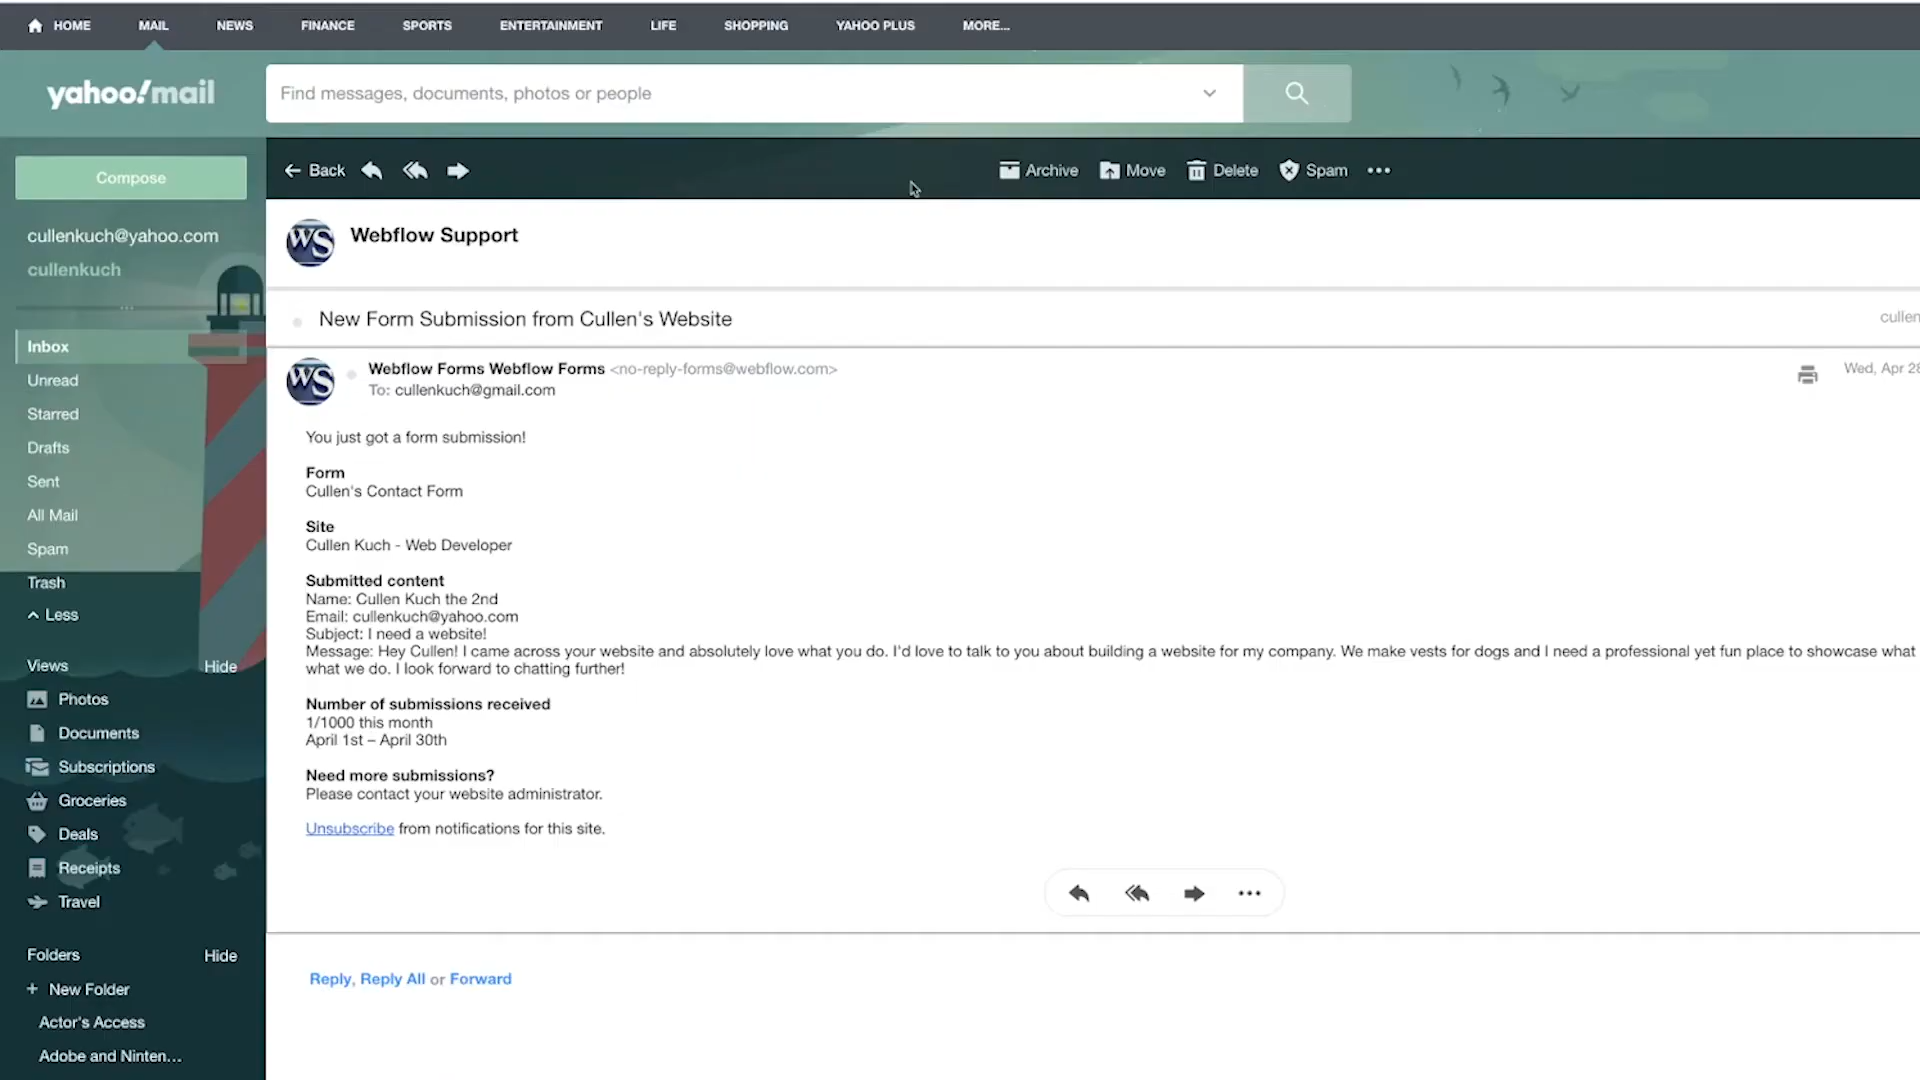 HOME MAIL NEWS FINANCE SPORTS ENTERTAINMENT LIFE SHOPPING YAHOO PLUS MORE...
yahoo!mail
Find messages, documents, photos or people
Compose
Back
Archive Move Delete Spam
cullenkuch@yahoo.com
cullenkuch
Inbox
Unread
Starred
Drafts
Sent
All Mail
Spam
Trash
Less
Views Hide
Photos
Documents
Subscriptions
Groceries
Deals
Receipts
Travel
Folders Hide
+ New Folder
Actor's Access
Adobe and Ninten...
WS
Webflow Support
New Form Submission from Cullen's Website
cullen
WS
Webflow Forms Webflow Forms <no-reply-forms@webflow.com>
Wed, Apr 28
To: cullenkuch@gmail.com
You just got a form submission!
Form
Cullen's Contact Form
Site
Cullen Kuch - Web Developer
Submitted content
Name: Cullen Kuch the 2nd
Email: cullenkuch@yahoo.com
Subject: I need a website!
Message: Hey Cullen! I came across your website and absolutely love what you do. I'd love to talk to you about building a website for my company. We make vests for dogs and I need a professional yet fun place to showcase what
what we do. I look forward to chatting further!
Number of submissions received
1/1000 this month
April 1st – April 30th
Need more submissions?
Please contact your website administrator.
Unsubscribe from notifications for this site.
Reply, Reply All or Forward